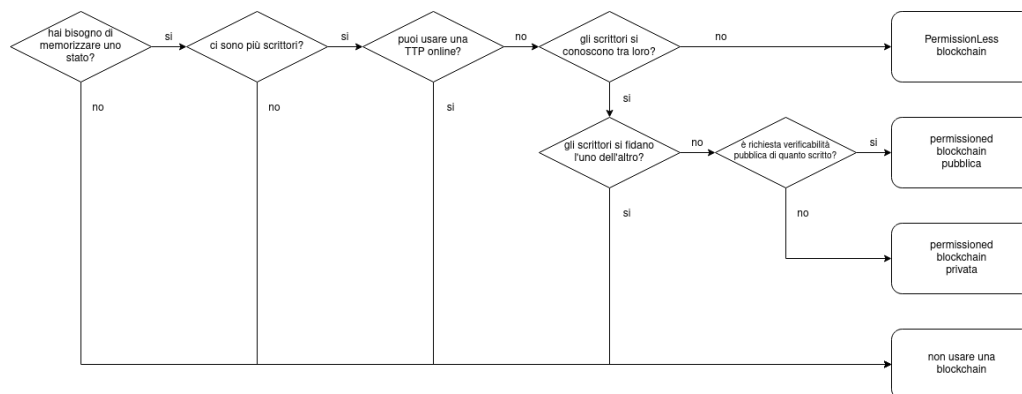 hai bisogno di
memorizzare uno
stato?
si
ci sono più scrittori?
si
puoi usare una
TTP online?
no
gli scrittori si
conoscono tra loro?
no
PermissionLess
blockchain
no
no
si
si
gli scrittori si fidano
l'uno dell'altro?
no
è richiesta verificabilità
pubblica di quanto scritto?
si
permissioned
blockchain
pubblica
si
no
permissioned
blockchain
privata
non usare una
blockchain